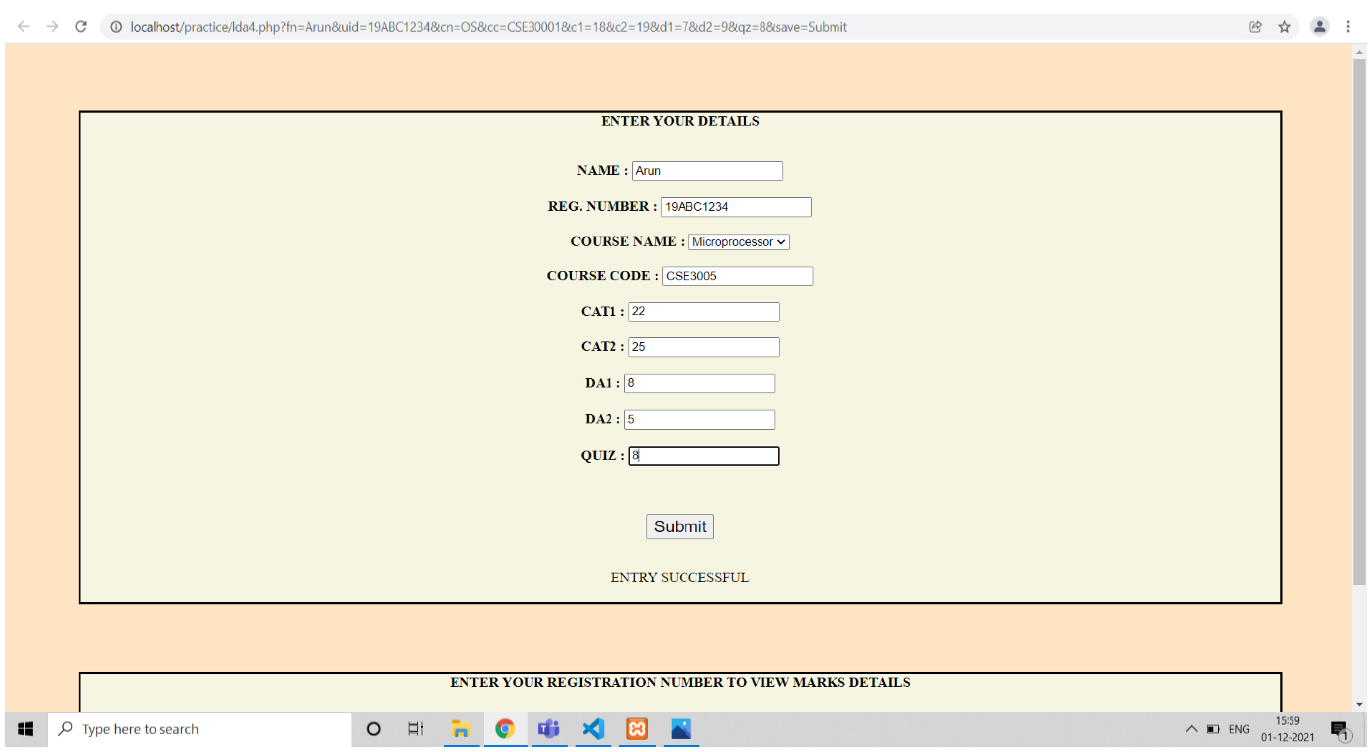 localhost/practice/lda4.php?fn=Arun&uid=19ABC1234&cn=OS&cc=CSE30001&c1=18&c2=19&d1=7&d2=9&qz=8&save=Submit
ENTER YOUR DETAILS
NAME : Arun
REG. NUMBER : 19ABC1234
COURSE NAME : Microprocessor
COURSE CODE : CSE3005
CAT1 : 22
CAT2 : 25
DA1 : 8
DA2 : 5
QUIZ : 8
Submit
ENTRY SUCCESSFUL
ENTER YOUR REGISTRATION NUMBER TO VIEW MARKS DETAILS
Type here to search
ENG
15:59
01-12-2021
1